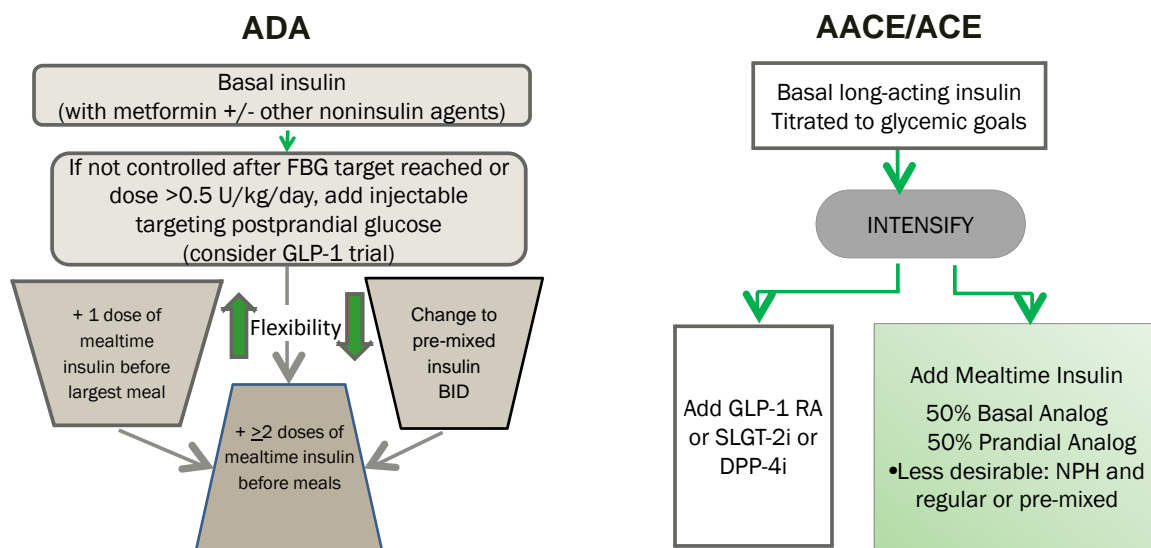 ADA
Basal insulin
(with metformin +/- other noninsulin agents)
If not controlled after FBG target reached or
dose >0.5 U/kg/day, add injectable
targeting postprandial glucose
(consider GLP-1 trial)
+ 1 dose of
mealtime
insulin before
largest meal
Flexibility
Change to
pre-mixed
insulin
BID
+ ≥2 doses of
mealtime insulin
before meals
AACE/ACE
Basal long-acting insulin
Titrated to glycemic goals
INTENSIFY
Add GLP-1 RA
or SLGT-2i or
DPP-4i
Add Mealtime Insulin
50% Basal Analog
50% Prandial Analog
•Less desirable: NPH and
regular or pre-mixed